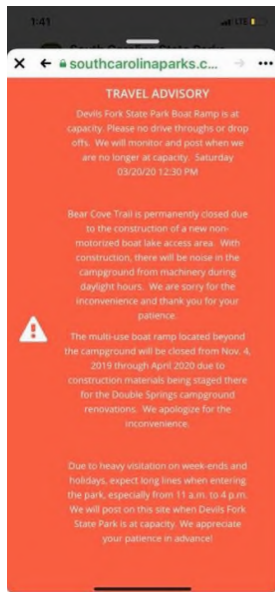 1:41
LTE
South Carolina State Parks
southcarolinaparks.c...
TRAVEL ADVISORY
Devils Fork State Park Boat Ramp is at
capacity. Please no drive throughs or drop
offs. We will monitor and post when we
are no longer at capacity. Saturday
03/20/20 12:30 PM
Bear Cove Trail is permanently closed due
to the construction of a new non-
motorized boat lake access area. With
construction, there will be noise in the
campground from machinery during
daylight hours. We are sorry for the
inconvenience and thank you for your
patience.
The multi-use boat ramp located beyond
the campground will be closed from Nov. 4,
2019 through April 2020 due to
construction materials being staged there
for the Double Springs campground
renovations. We apologize for the
inconvenience.
Due to heavy visitation on week-ends and
holidays, expect long lines when entering
the park, especially from 11 a.m. to 4 p.m.
We will post on this site when Devils Fork
State Park is at capacity. We appreciate
your patience in advance!